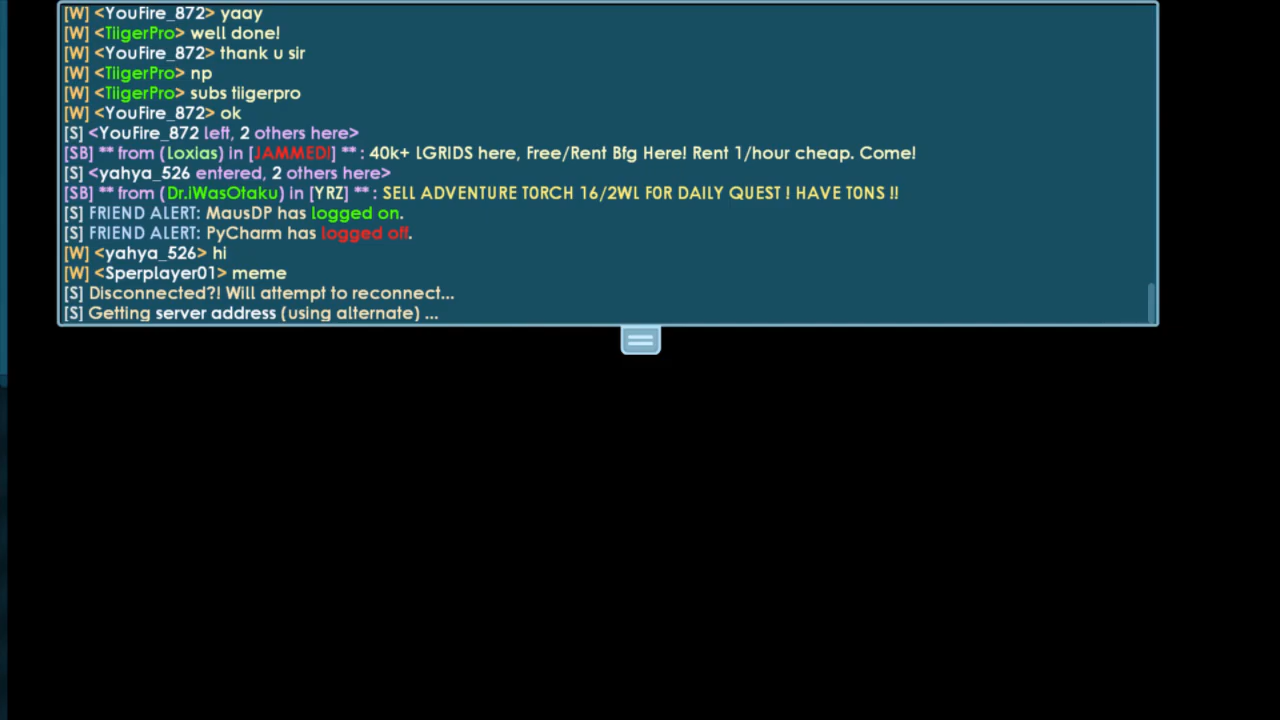 [W] <YouFire_872> yaay
[W] <TiigerPro> well done!
[W] <YouFire_872> thank u sir
[W] <TiigerPro> np
[W] <TiigerPro> subs tiigerpro
[W] <YouFire_872> ok
[S] <YouFire_872 left, 2 others here>
[SB] ** from (Loxias) in [JAMMED!] ** : 40k+ LGRIDS here, Free/Rent Bfg Here! Rent 1/hour cheap. Come!
[S] <yahya_526 entered, 2 others here>
[SB] ** from (Dr.iWasOtaku) in [YRZ] ** : SELL ADVENTURE TORCH 16/2WL F0R DAILY QUEST ! HAVE TONS !!
[S] FRIEND ALERT: MausDP has logged on.
[S] FRIEND ALERT: PyCharm has logged off.
[W] <yahya_526> hi
[W] <Sperplayer01> meme
[S] Disconnected?! Will attempt to reconnect...
[S] Getting server address (using alternate) ...